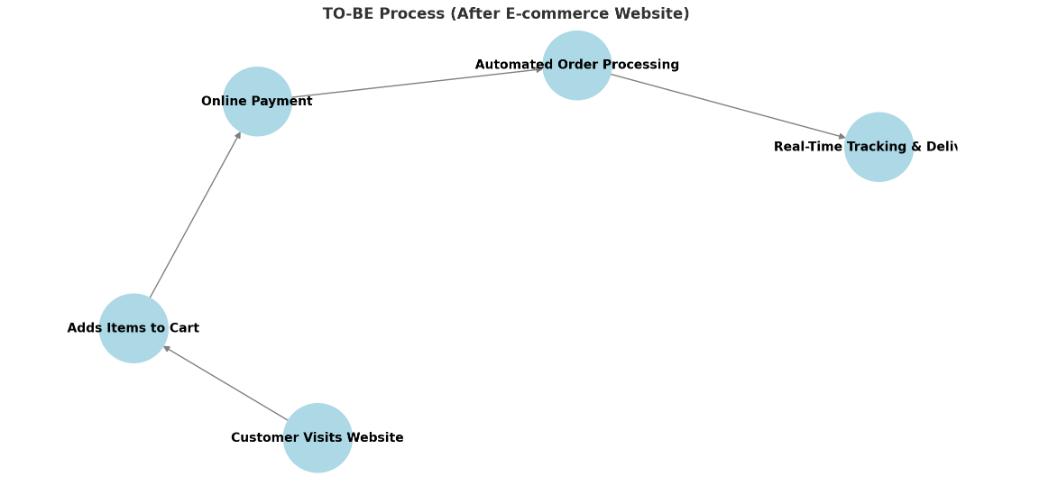 TO-BE Process (After E-commerce Website)
Automated Order Processing
Online Payment
Real-Time Tracking & Deliv
Adds Items to Cart
Customer Visits Website